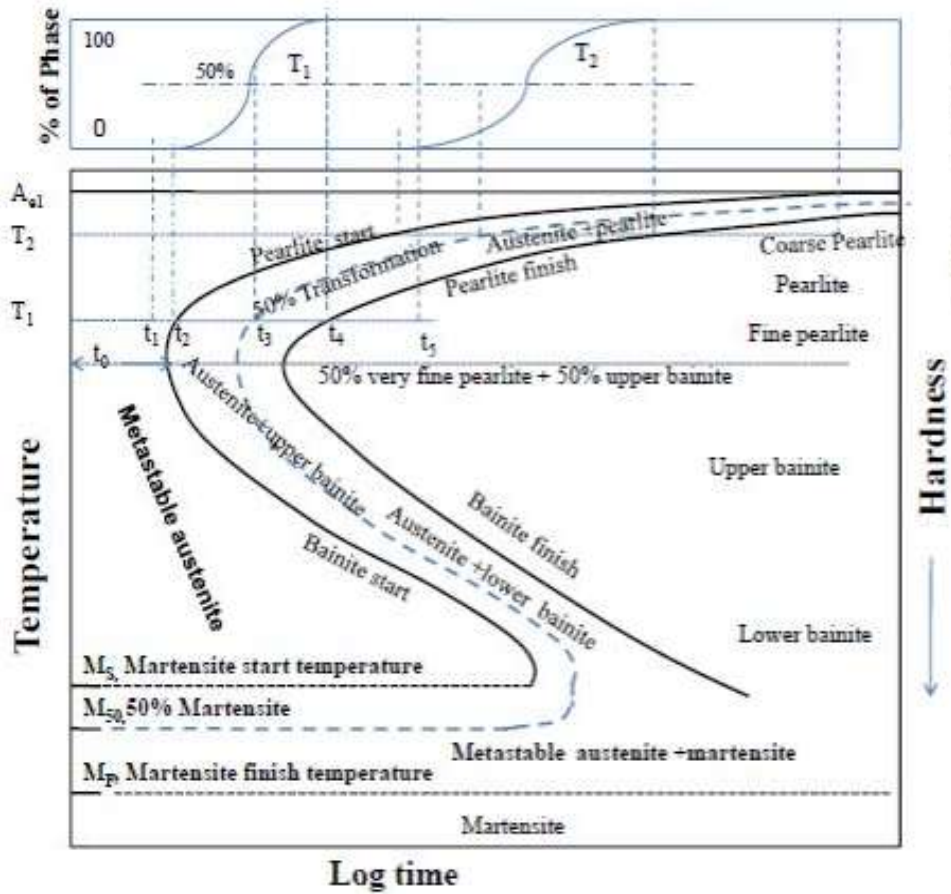 100
% of Phase
50%
0
T1
T2
Ae1
T2
T1
Pearlite start
50% Transformation
Austenite+pearlite
Pearlite finish
Coarse Pearlite
Pearlite
Fine pearlite
t1
t2
t3
t4
t5
t0
50% very fine pearlite + 50% upper bainite
Austenite+upper bainite
Metastable austenite
Upper bainite
Bainite start
Austenite +lower bainite
Bainite finish
Lower bainite
Temperature
Hardness
MS, Martensite start temperature
M50,50% Martensite
Metastable austenite +martensite
MF, Martensite finish temperature
Martensite
Log time